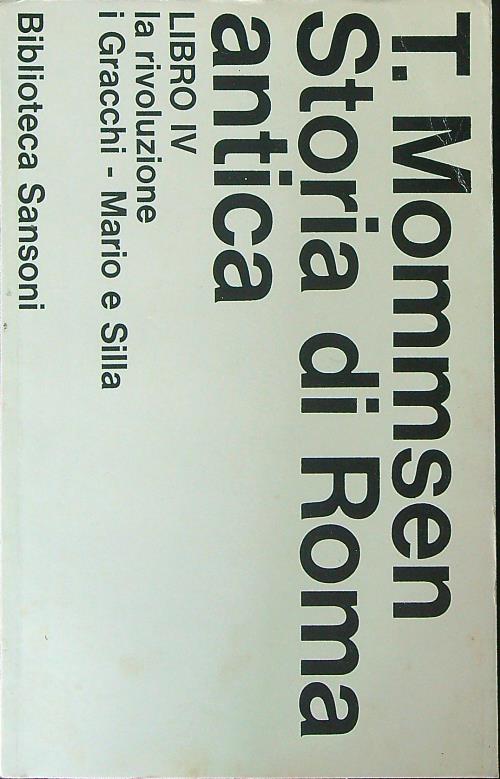 T. Mommsen
Storia di Roma
antica
LIBRO IV
la rivoluzione
i Gracchi - Mario e Silla
Biblioteca Sansoni